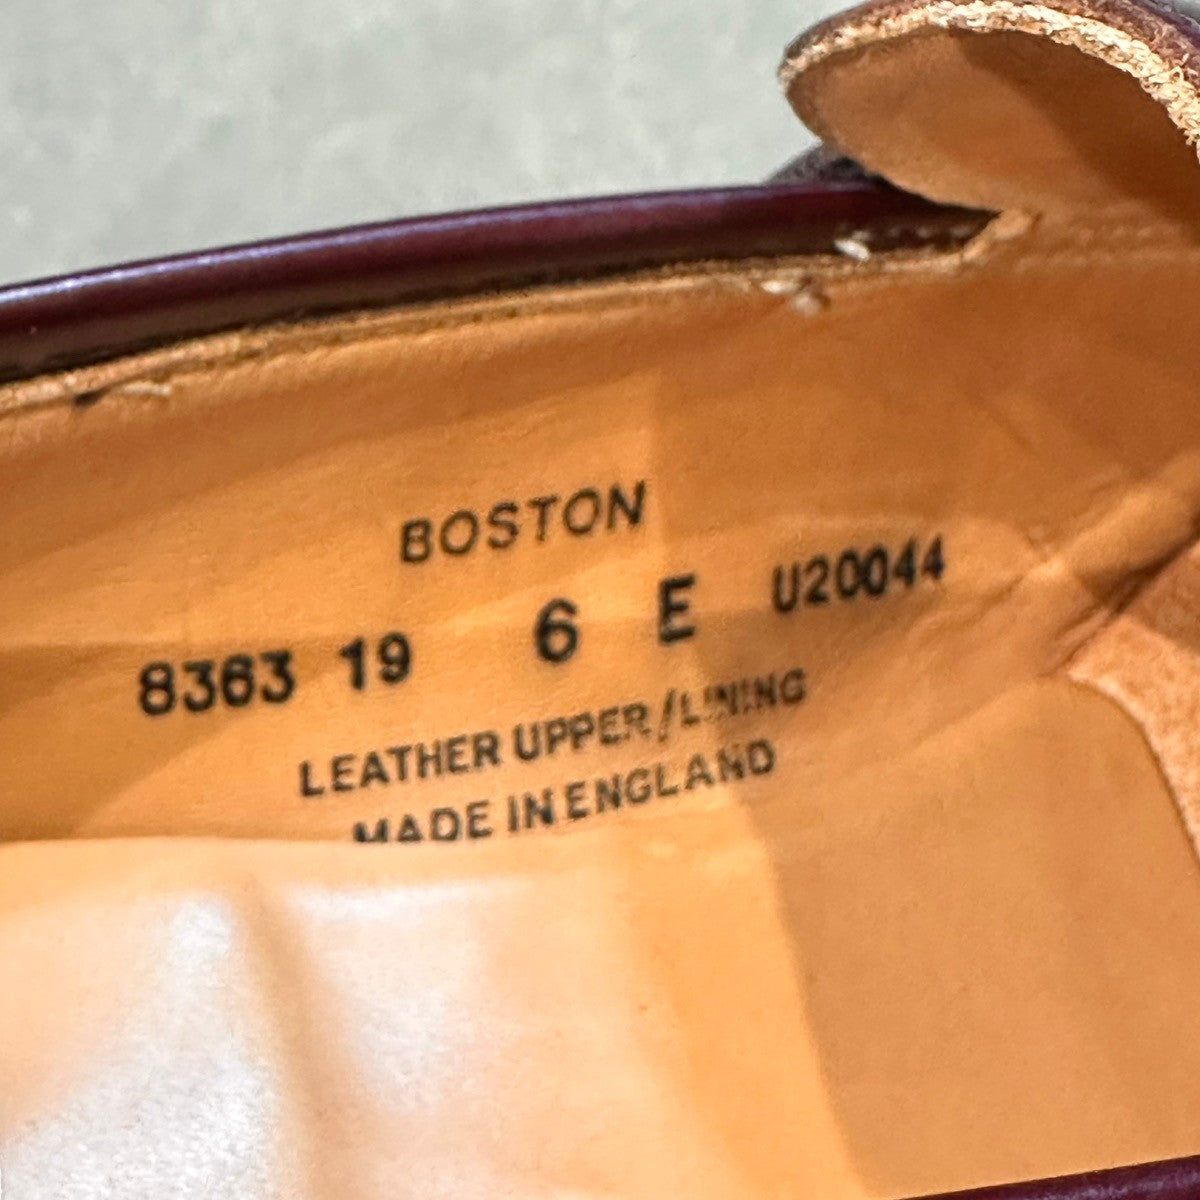 BOSTON
8363 19 6 E U20044
LEATHER UPPER/LINING
MADE IN ENGLAND